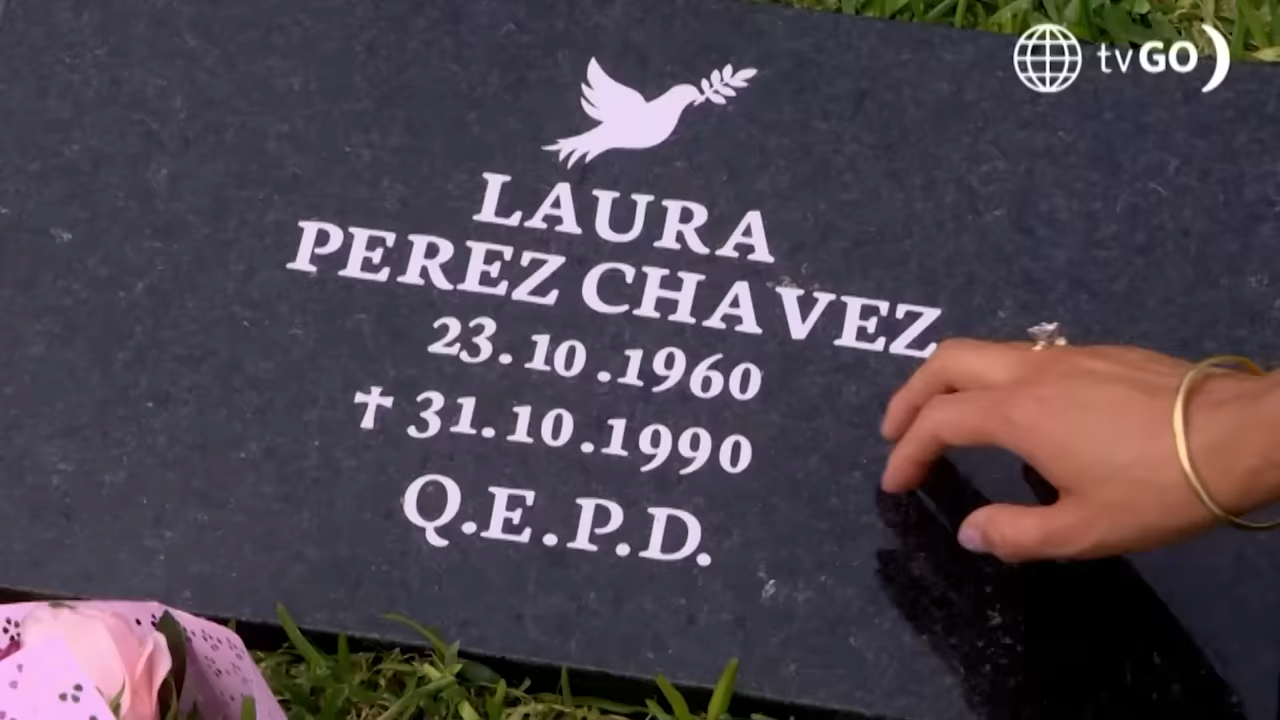 tvGO
LAURA
PEREZ CHAVEZ
23.10.1960
✝ 31.10.1990
Q.E.P.D.